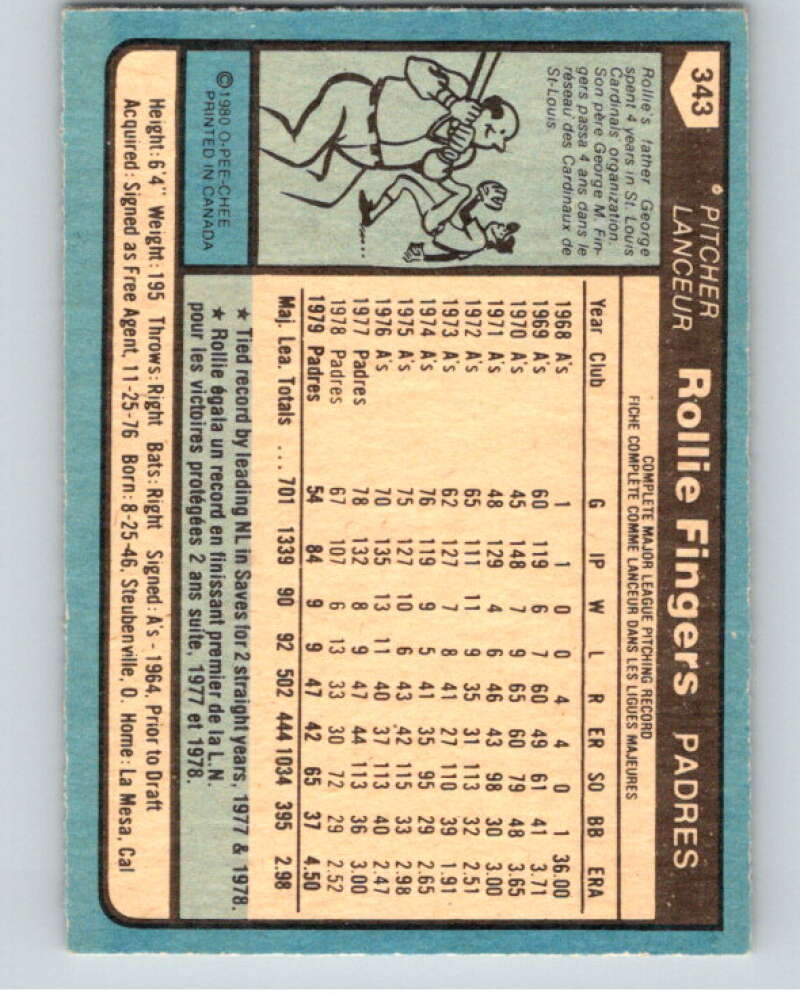 343
PITCHER
LANCEUR
Rollie Fingers PADRES
Rollie's father George
spent 4 years in St. Louis
Cardinals' organization.
Son père George M. Fin-
gers passa 4 ans dans le
réseau des Cardinaux de
St-Louis
©1980 O-PEE-CHEE
PRINTED IN CANADA
COMPLETE MAJOR LEAGUE PITCHING RECORD
FICHE COMPLÈTE COMME LANCEUR DANS LES LIGUES MAJEURES
Year Club G IP W L R ER SO BB ERA
1968 A's 1 1 0 0 4 4 0 1 36.00
1969 A's 60 119 6 7 60 49 61 41 3.71
1970 A's 45 148 7 9 65 60 79 48 3.65
1971 A's 48 129 4 6 46 43 98 30 3.00
1972 A's 65 111 11 9 35 31 113 32 2.51
1973 A's 62 127 7 8 41 27 110 39 1.91
1974 A's 76 119 9 5 41 35 95 29 2.65
1975 A's 75 127 10 6 43 42 115 33 2.98
1976 A's 70 135 13 11 40 37 113 40 2.47
1977 Padres 78 132 8 9 47 44 113 36 3.00
1978 Padres 67 107 6 13 33 30 72 29 2.52
1979 Padres 54 84 9 9 47 42 65 37 4.50
Maj. Lea. Totals ... 701 1339 90 92 502 444 1034 395 2.98
★ Tied record by leading NL in Saves for 2 straight years, 1977 & 1978.
★ Rollie égala un record en finissant premier de la L.N.
pour les victoires protégées 2 ans suite, 1977 et 1978.
Height: 6'4" Weight: 195 Throws: Right Bats: Right Signed: A's - 1964, Prior to Draft
Acquired: Signed as Free Agent, 11-25-76 Born: 8-25-46, Steubenville, O. Home: La Mesa, Cal